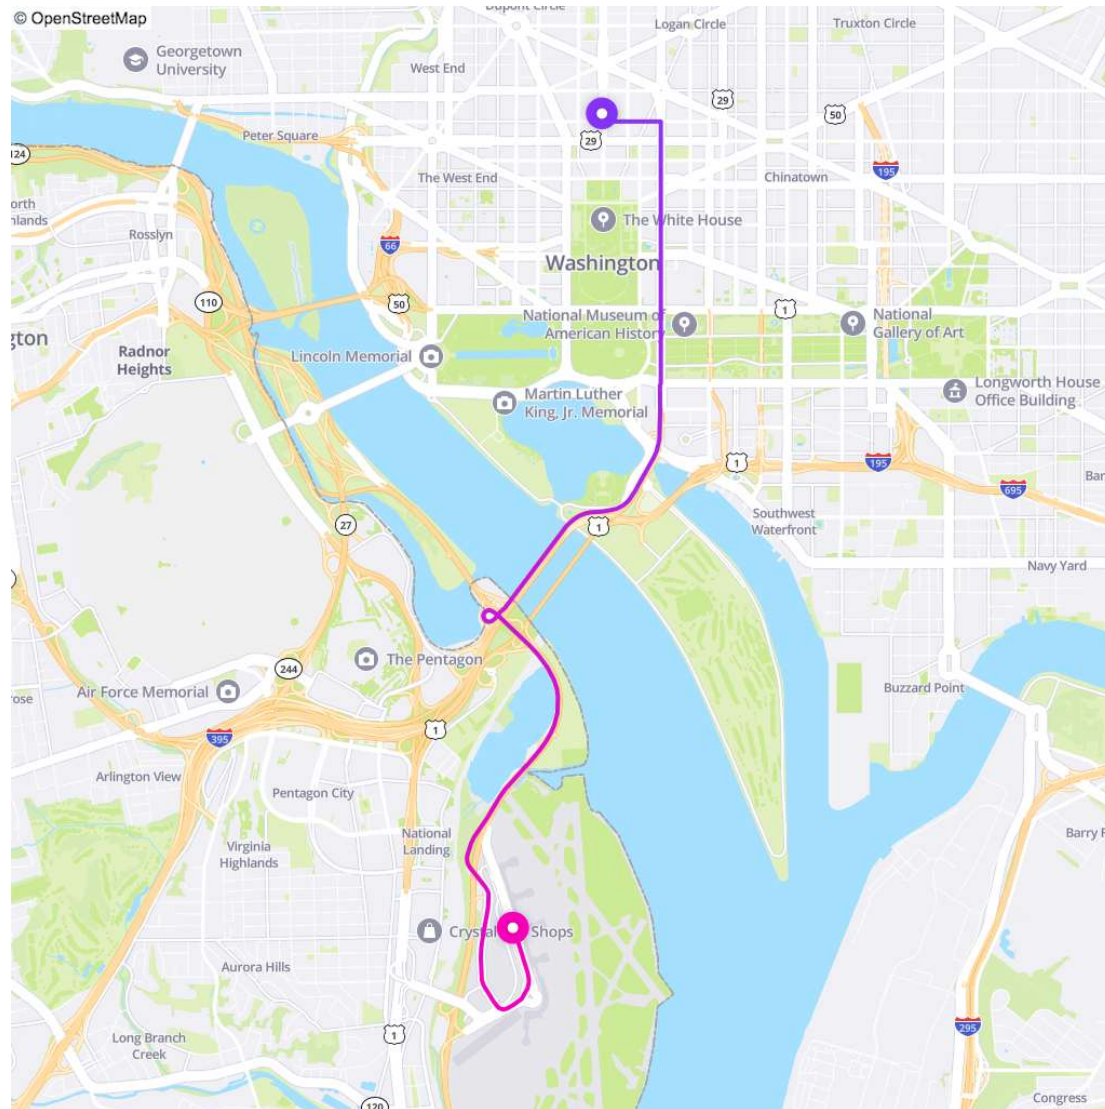 © OpenStreetMap
Dupont Circle
Logan Circle
Truxton Circle
Georgetown
University
West End
29
50
Peter Square
29
124
195
The West End
Chinatown
The White House
Rosslyn
66
Washington
110
50
1
National Museum of
American History
National
Gallery of Art
Radnor
Heights
Lincoln Memorial
Martin Luther
King, Jr. Memorial
Longworth House
Office Building
1
195
695
Southwest
Waterfront
27
1
Navy Yard
The Pentagon
244
Air Force Memorial
Buzzard Point
1
395
Arlington View
Pentagon City
National
Landing
Virginia
Highlands
Crystal
Shops
Aurora Hills
295
1
Long Branch
Creek
120
Congress